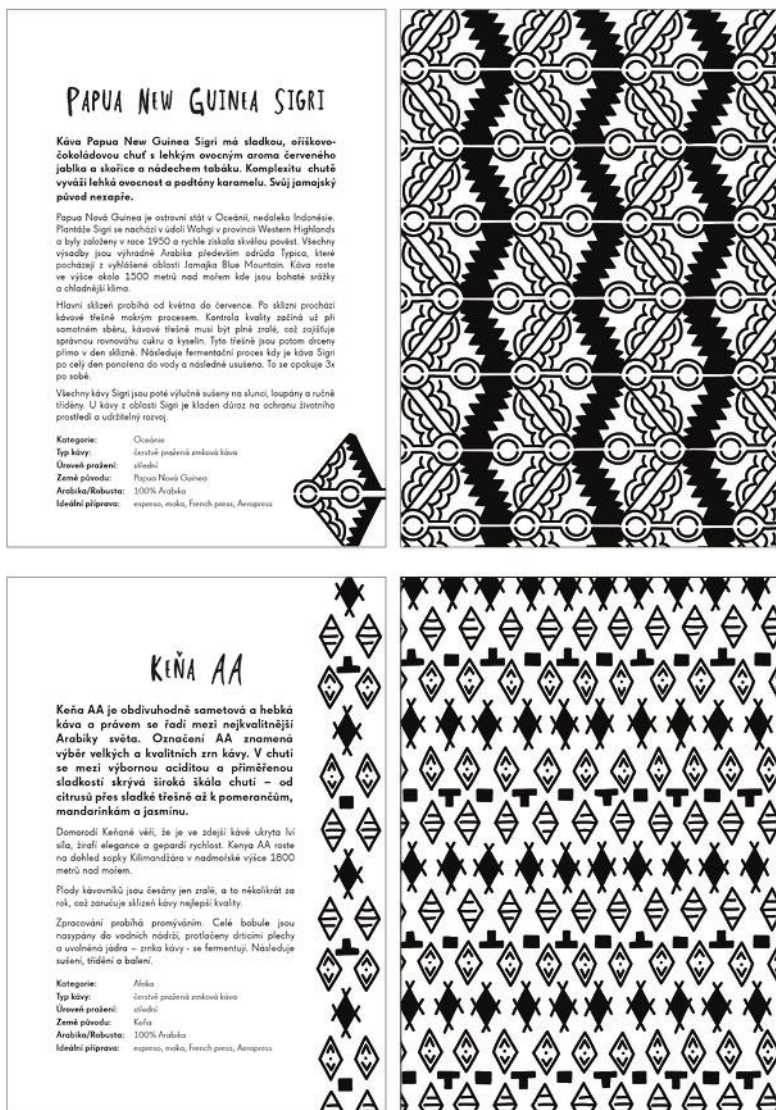 PAPUA NEW GUINEA SIGRI
Káva Papua New Guinea Sigri má sladkou, oříškovo-
čokoládovou chuť s lehkým ovocným aroma červeného
jablka a skořice a nádechem tabáku. Komplexitu chutě
vyváží lehká ovocnost a podtóny karamelu. Svůj jamajský
původ nezapře.
Papua Nová Guinea je ostrovní stát v Oceánii, nedaleko Indonésie.
Plantáže Sigri se nachází v údolí Wahgi v provincii Western Highlands
a byly založeny v roce 1950 a rychle získala skvělou pověst. Všechny
výsadby jsou výhradně Arabika především odrůda Typica, které
pocházejí z vyhlášené oblasti Jamajka Blue Mountain. Káva roste
ve výšce okolo 1500 metrů nad mořem kde jsou bohaté srážky
a chladnější klima.
Hlavní sklizeň probíhá od května do července. Po sklizni prochází
kávové třešně mokrým procesem. Kontrola kvality začíná už při
samotném sběru, kávové třešně musí být plně zralé, což zajišťuje
správnou rovnováhu cukru a kyselin. Tyto třešně jsou potom drceny
přímo v den sklizně. Následuje fermentační proces kdy je káva Sigri
po celý den ponořena do vody a následně usušena. To se opakuje 3x
po sobě.
Všechny kávy Sigri jsou poté výlučně sušeny na slunci, loupány a ručně
tříděny. U kávy z oblasti Sigri je kladen důraz na ochranu životního
prostředí a udržitelný rozvoj.
Kategorie: Oceánie
Typ kávy: čerstvě pražená zrnková káva
Úroveň pražení: střední
Země původu: Papua Nová Guinea
Arabika/Robusta: 100% Arabika
Ideální příprava: espreso, moka, French press, Aeropress
KEŇA AA
Keňa AA je obdivuhodně sametová a hebká
káva a právem se řadí mezi nejkvalitnější
Arabiky světa. Označení AA znamená
výběr velkých a kvalitních zrn kávy. V chuti
se mezi výbornou aciditou a přiměřenou
sladkostí skrývá široká škála chutí – od
citrusů přes sladké třešně až k pomerančům,
mandarinkám a jasmínu.
Domorodí Keňané věří, že je ve zdejší kávě ukryta lví
síla, žirafí elegance a gepardí rychlost. Kenya AA roste
na dohled sopky Kilimandžára v nadmořské výšce 1800
metrů nad mořem.
Plody kávovníků jsou česány jen zralé, a to několikrát za
rok, což zaručuje sklizeň kávy nejlepší kvality.
Zpracování probíhá promýváním. Celé bobule jsou
nasypány do vodních nádrží, protlačeny drticími plechy
a uvolněná jádra – zrnka kávy - se fermentují. Následuje
sušení, třídění a balení.
Kategorie: Afrika
Typ kávy: čerstvě pražená zrnková káva
Úroveň pražení: střední
Země původu: Keňa
Arabika/Robusta: 100% Arabika
Ideální příprava: espreso, moka, French press, Aeropress